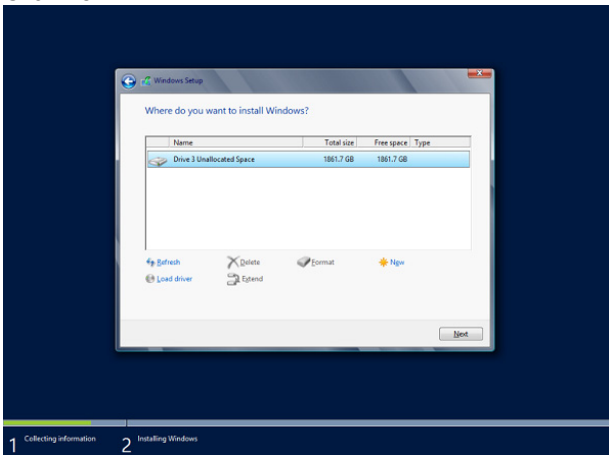 Windows Setup
Where do you want to install Windows?
Name Total size Free space Type
Drive 3 Unallocated Space 1861.7 GB 1861.7 GB
Refresh Delete Format New
Load driver Extend
Next
1 Collecting information 2 Installing Windows